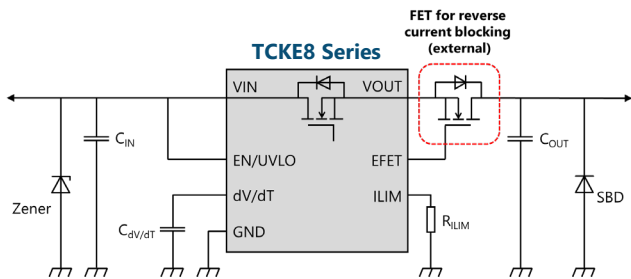 FET for reverse
current blocking
(external)
TCKE8 Series
VIN
VOUT
CIN
COUT
EN/UVLO
EFET
Zener
dV/dT
ILIM
SBD
CdV/dT
RILIM
GND